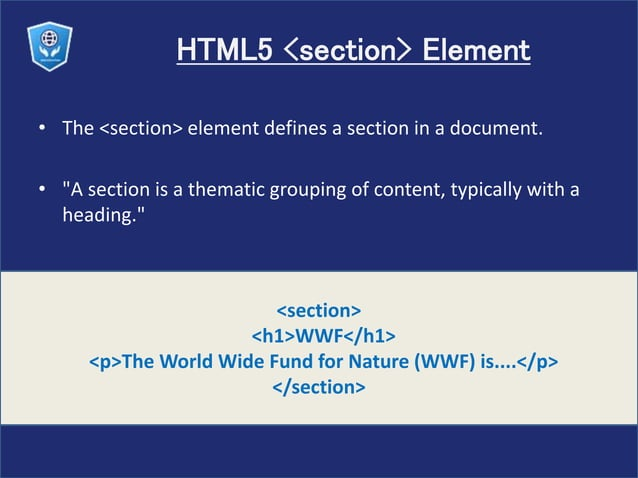 HTML5 <section> Element
• The <section> element defines a section in a document.
• "A section is a thematic grouping of content, typically with a
heading."
<section>
<h1>WWF</h1>
<p>The World Wide Fund for Nature (WWF) is....</p>
</section>